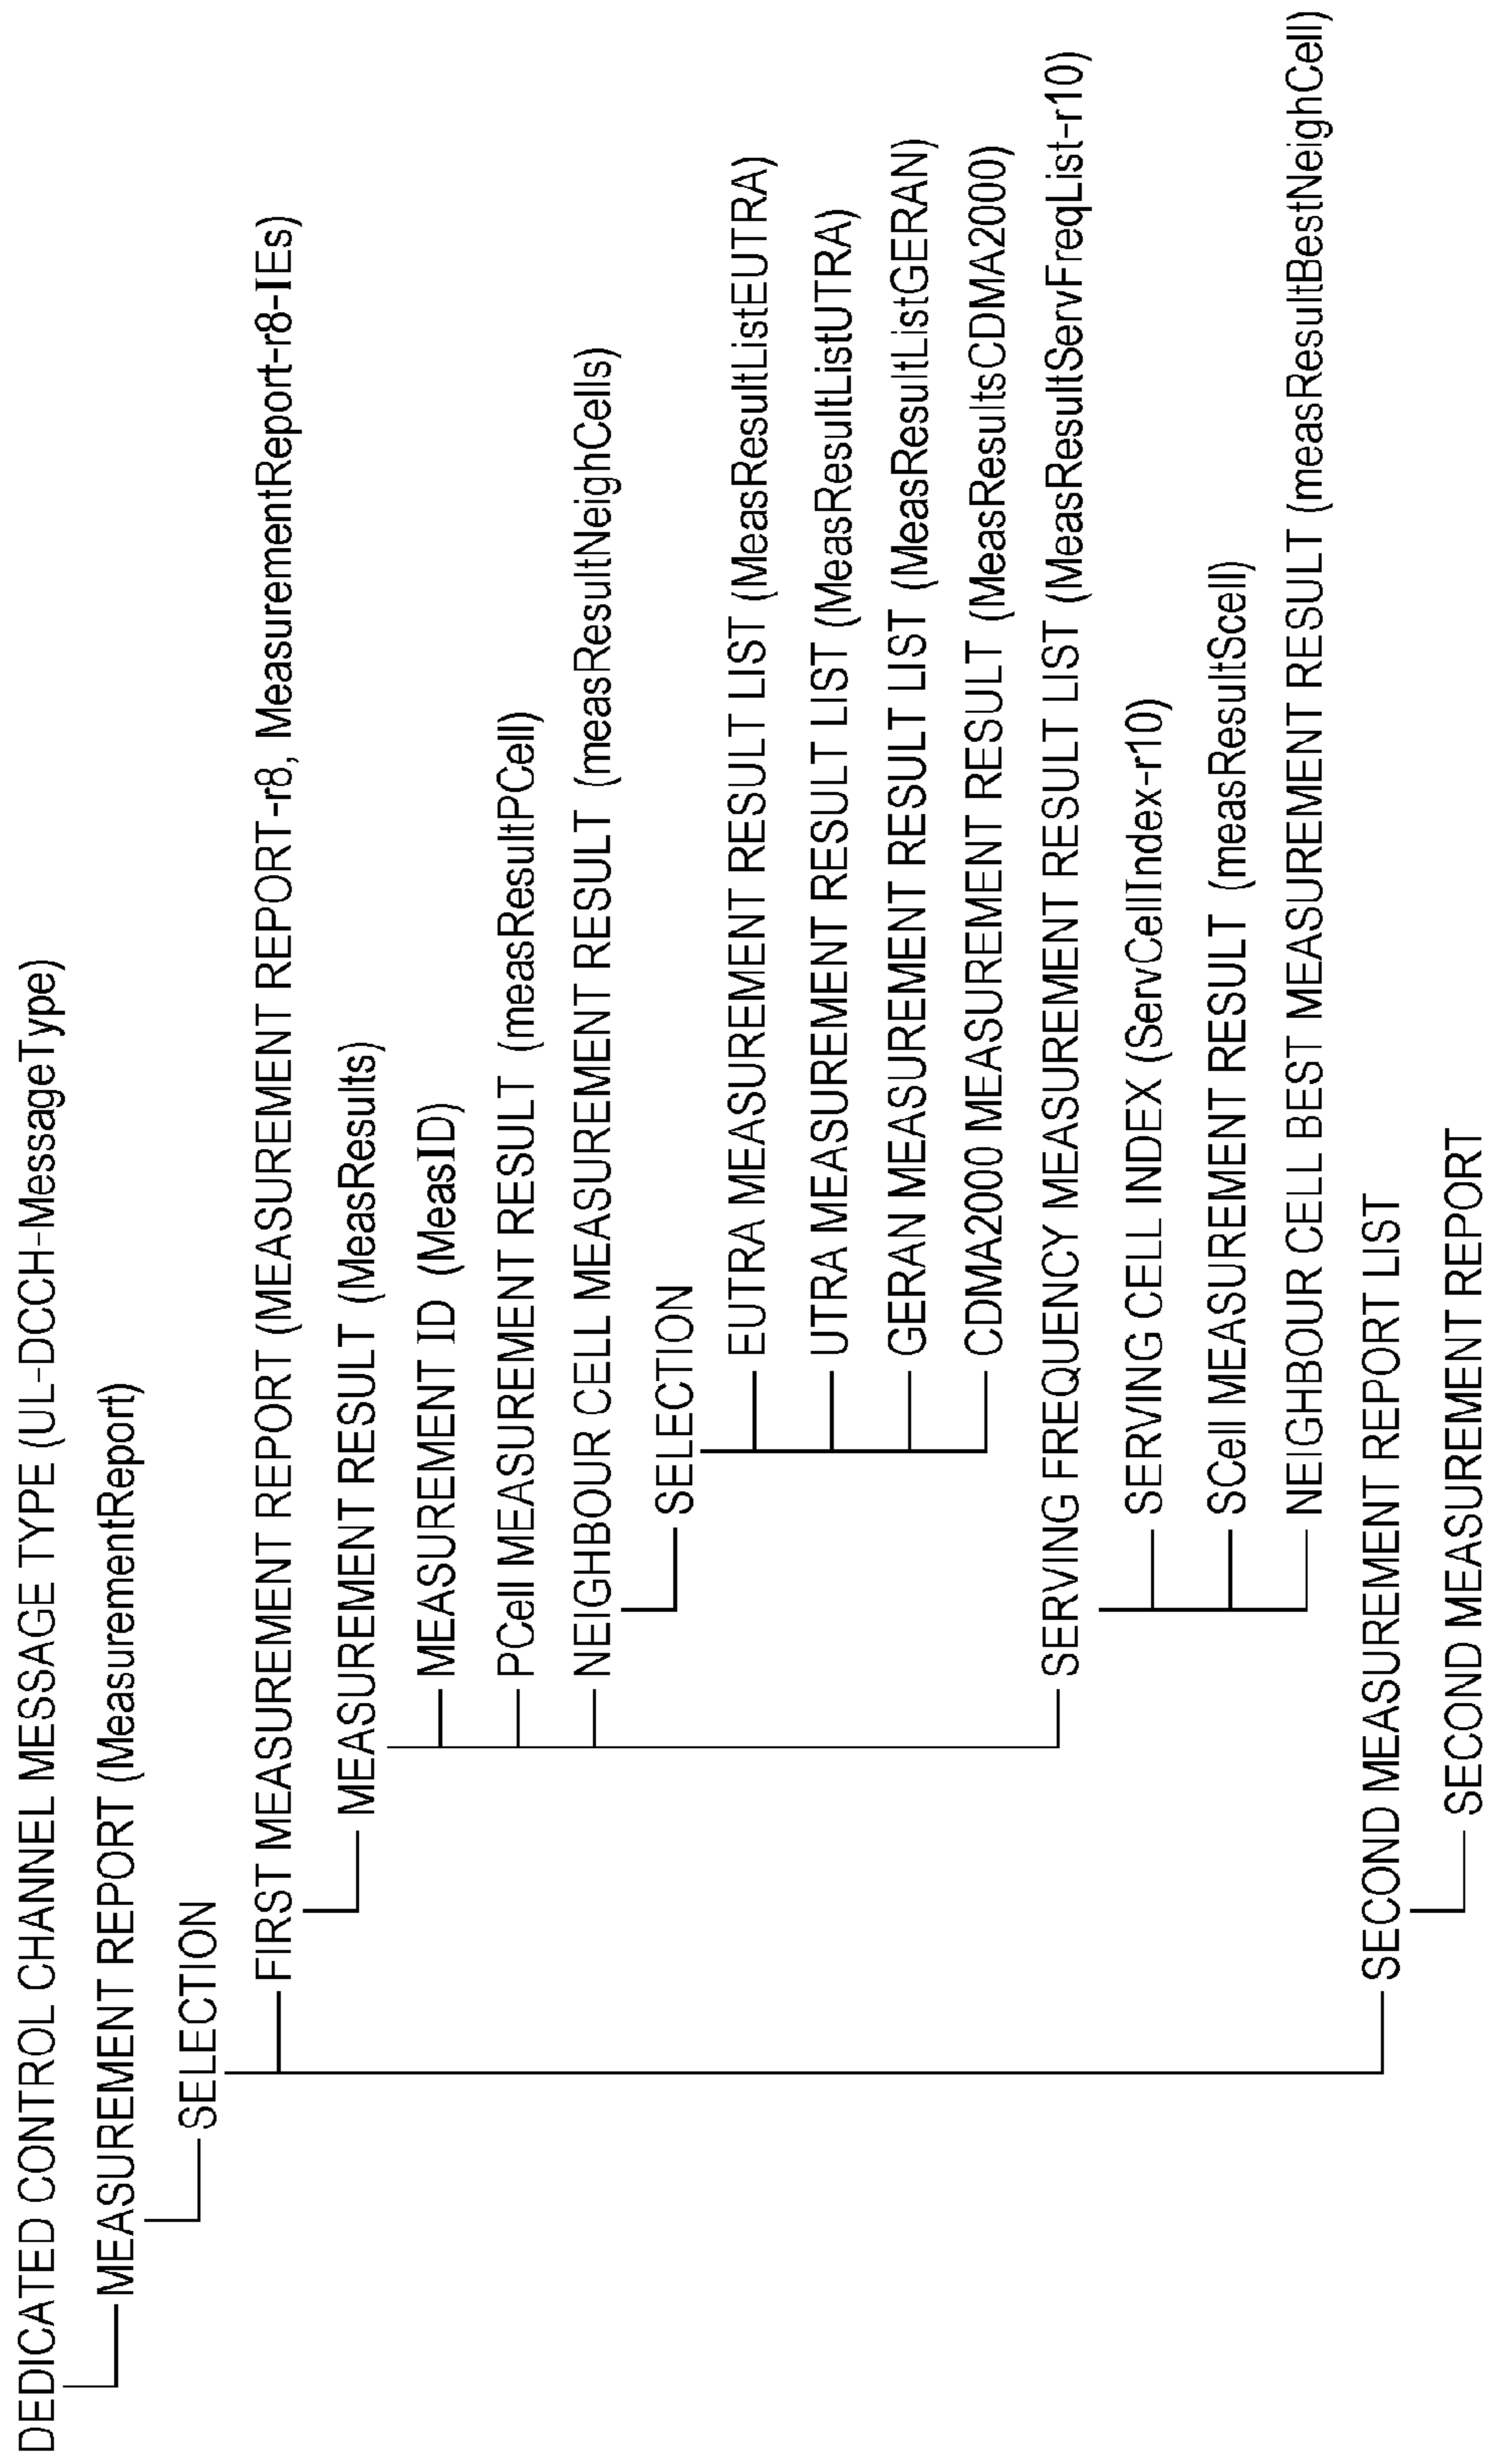 DEDICATED CONTROL CHANNEL MESSAGE TYPE (UL-DCCH-MessageType)
MEASUREMENT REPORT (MeasurementReport)
SELECTION
FIRST MEASUREMENT REPORT (MEASUREMENT REPORT-r8, MeasurementReport-r8-IEs)
MEASUREMENT RESULT (MeasResults)
MEASUREMENT ID (MeasID)
PCell MEASUREMENT RESULT (measResultPCell)
NEIGHBOUR CELL MEASUREMENT RESULT (measResultNeighCells)
SELECTION
EUTRA MEASUREMENT RESULT LIST (MeasResultListEUTRA)
UTRA MEASUREMENT RESULT LIST (MeasResultListUTRA)
GERAN MEASUREMENT RESULT LIST (MeasResultListGERAN)
CDMA2000 MEASUREMENT RESULT (MeasResultsCDMA2000)
SERVING FREQUENCY MEASUREMENT RESULT LIST (MeasResultServFreqList-r10)
SERVING CELL INDEX (ServCellIndex-r10)
SCell MEASUREMENT RESULT (measResultScell)
NEIGHBOUR CELL BEST MEASUREMENT RESULT (measResultBestNeighCell)
SECOND MEASUREMENT REPORT LIST
SECOND MEASUREMENT REPORT